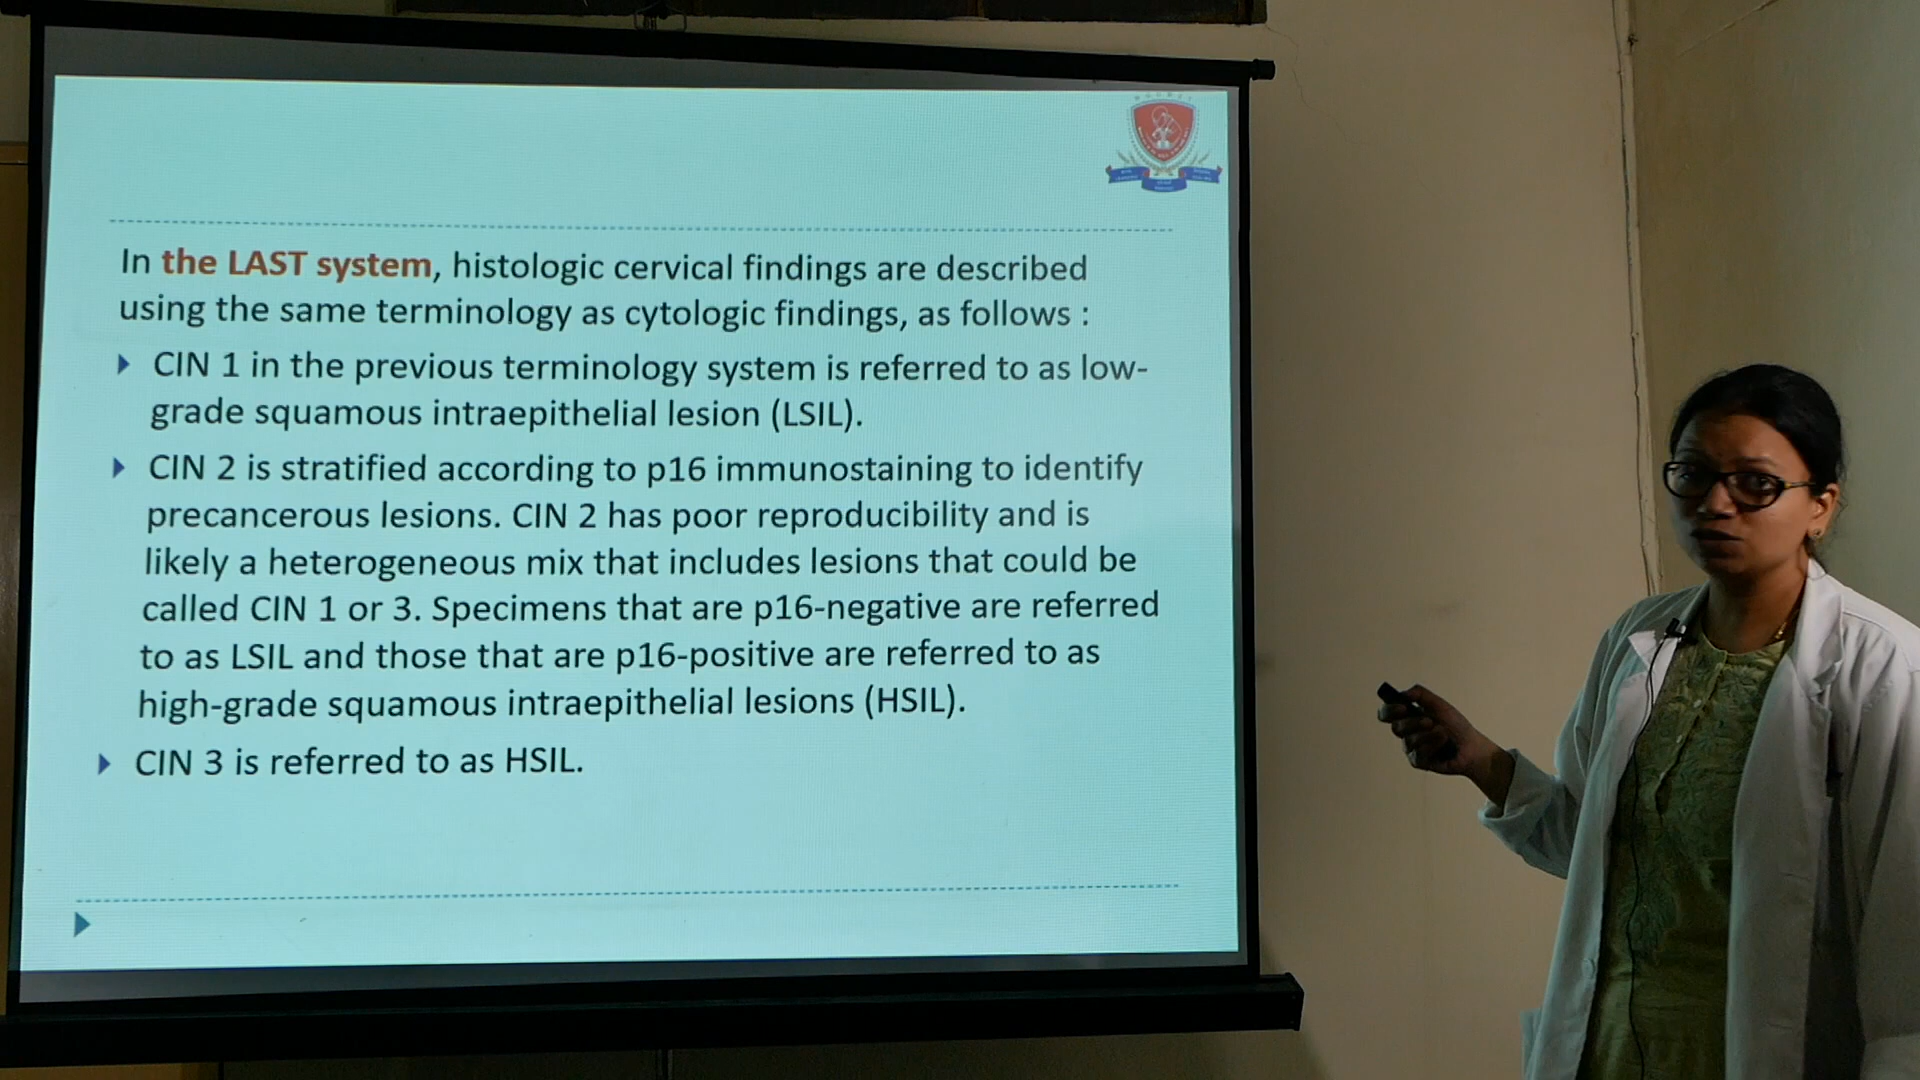 In the LAST system, histologic cervical findings are described
using the same terminology as cytologic findings, as follows :
CIN 1 in the previous terminology system is referred to as low-
grade squamous intraepithelial lesion (LSIL).
CIN 2 is stratified according to p16 immunostaining to identify
precancerous lesions. CIN 2 has poor reproducibility and is
likely a heterogeneous mix that includes lesions that could be
called CIN 1 or 3. Specimens that are p16-negative are referred
to as LSIL and those that are p16-positive are referred to as
high-grade squamous intraepithelial lesions (HSIL).
CIN 3 is referred to as HSIL.